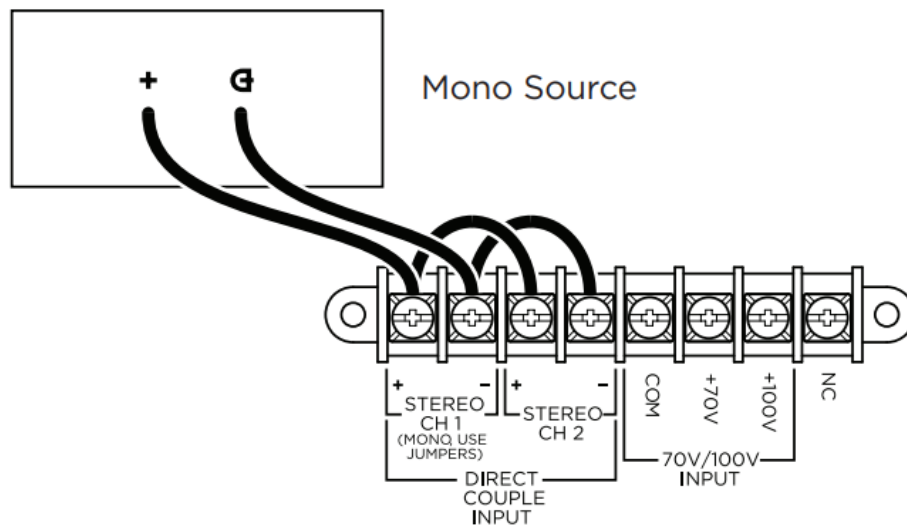 +
Mono Source
+ − + −
STEREO
CH 1
(MONO, USE
JUMPERS)
STEREO
CH 2
DIRECT
COUPLE
INPUT
COM
+70V
+100V
NC
70V/100V
INPUT